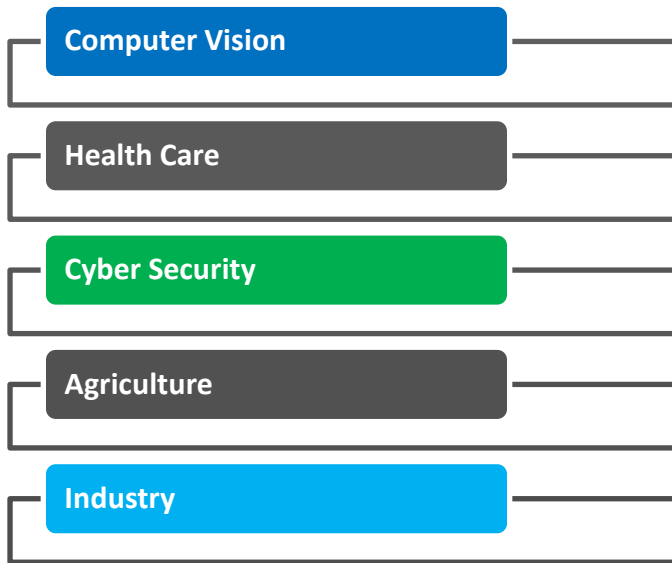 Computer Vision
Health Care
Cyber Security
Agriculture
Industry